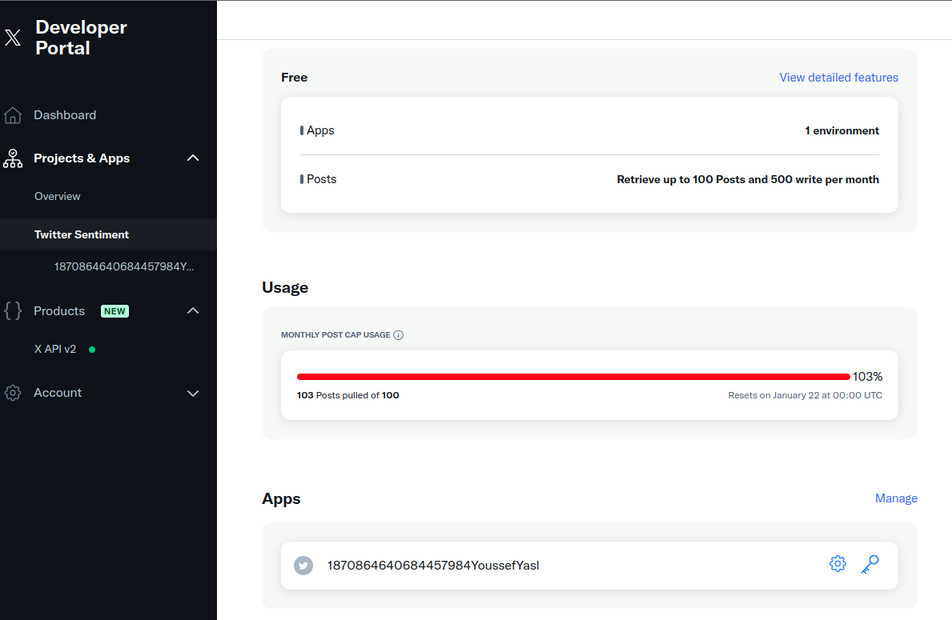 Developer
Portal
Dashboard
Projects & Apps
Overview
Twitter Sentiment
1870864640684457984Y...
Products NEW
X API v2
Account
Free
View detailed features
Apps
1 environment
Posts
Retrieve up to 100 Posts and 500 write per month
Usage
MONTHLY POST CAP USAGE
103%
103 Posts pulled of 100
Resets on January 22 at 00:00 UTC
Apps
Manage
1870864640684457984YoussefYasl